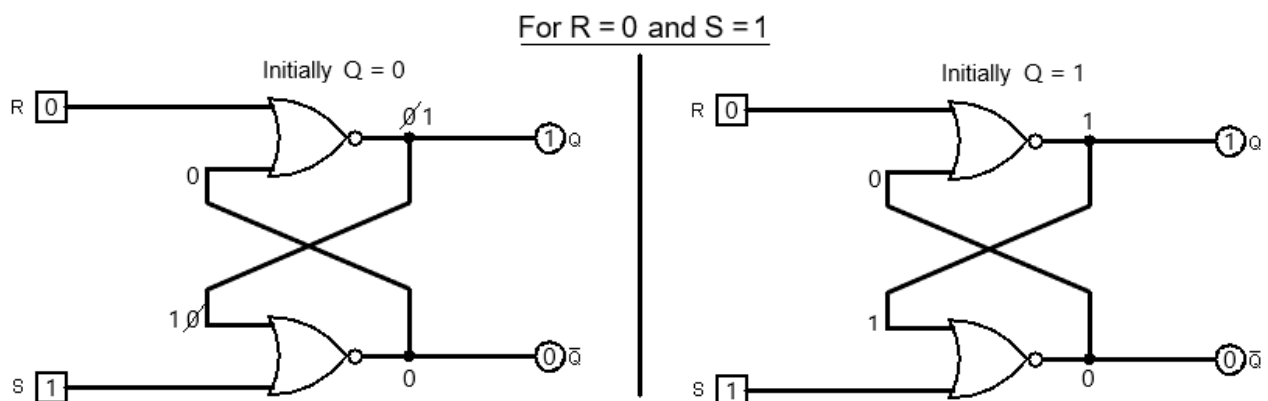 For R = 0 and S = 1
Initially Q = 0
R 0
0 1
1 Q
0
1 0
S 1
0
0 Q̅
Initially Q = 1
R 0
1
1 Q
0
1
S 1
0
0 Q̅